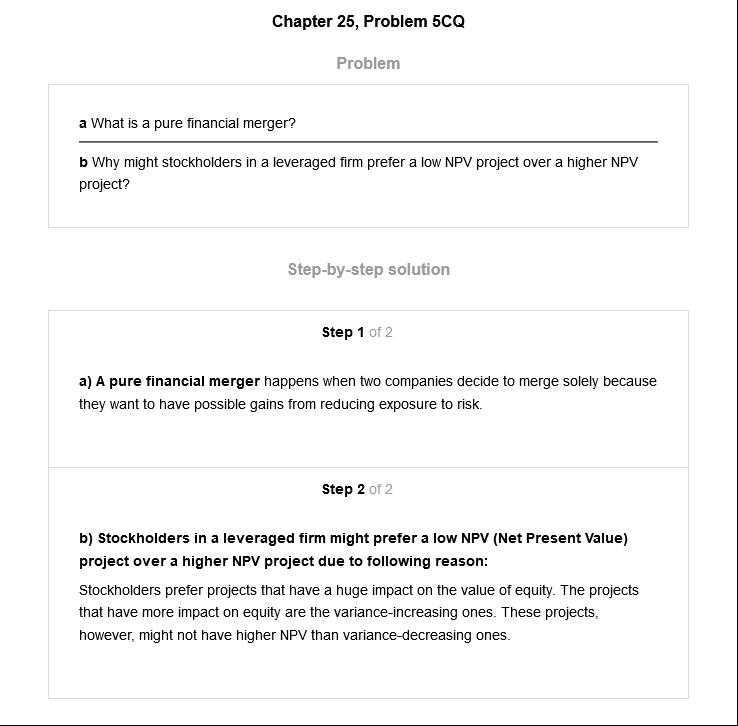 Chapter 25, Problem 5CQ
Problem
a What is a pure financial merger?
b Why might stockholders in a leveraged firm prefer a low NPV project over a higher NPV
project?
Step-by-step solution
Step 1 of 2
a) A pure financial merger happens when two companies decide to merge solely because
they want to have possible gains from reducing exposure to risk.
Step 2 of 2
b) Stockholders in a leveraged firm might prefer a low NPV (Net Present Value)
project over a higher NPV project due to following reason:
Stockholders prefer projects that have a huge impact on the value of equity. The projects
that have more impact on equity are the variance-increasing ones. These projects,
however, might not have higher NPV than variance-decreasing ones.